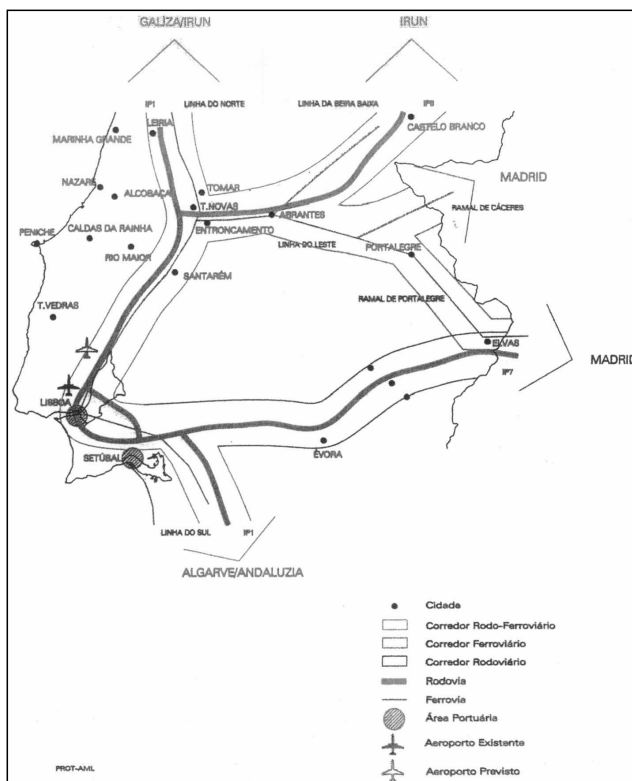 GALIZA/IRUN
IRUN
IP1
LINHA DO NORTE
LINHA DA BEIRA BAIXA
IP6
LEIRIA
MARINHA GRANDE
CASTELO BRANCO
NAZARÉ
ALCOBAÇA
TOMAR
MADRID
T.NOVAS
ABRANTES
RAMAL DE CÁCERES
PENICHE
CALDAS DA RAINHA
ENTRONCAMENTO
RIO MAIOR
LINHA DO LESTE
PORTALEGRE
SANTARÉM
RAMAL DE PORTALEGRE
T.VEDRAS
ELVAS
MADRID
IP7
LISBOA
ÉVORA
SETÚBAL
LINHA DO SUL
IP1
ALGARVE/ANDALUZIA
Cidade
Corredor Rodo-Ferroviário
Corredor Ferroviário
Corredor Rodoviário
Rodovia
Ferrovia
Área Portuária
Aeroporto Existente
Aeroporto Previsto
PROT-AML